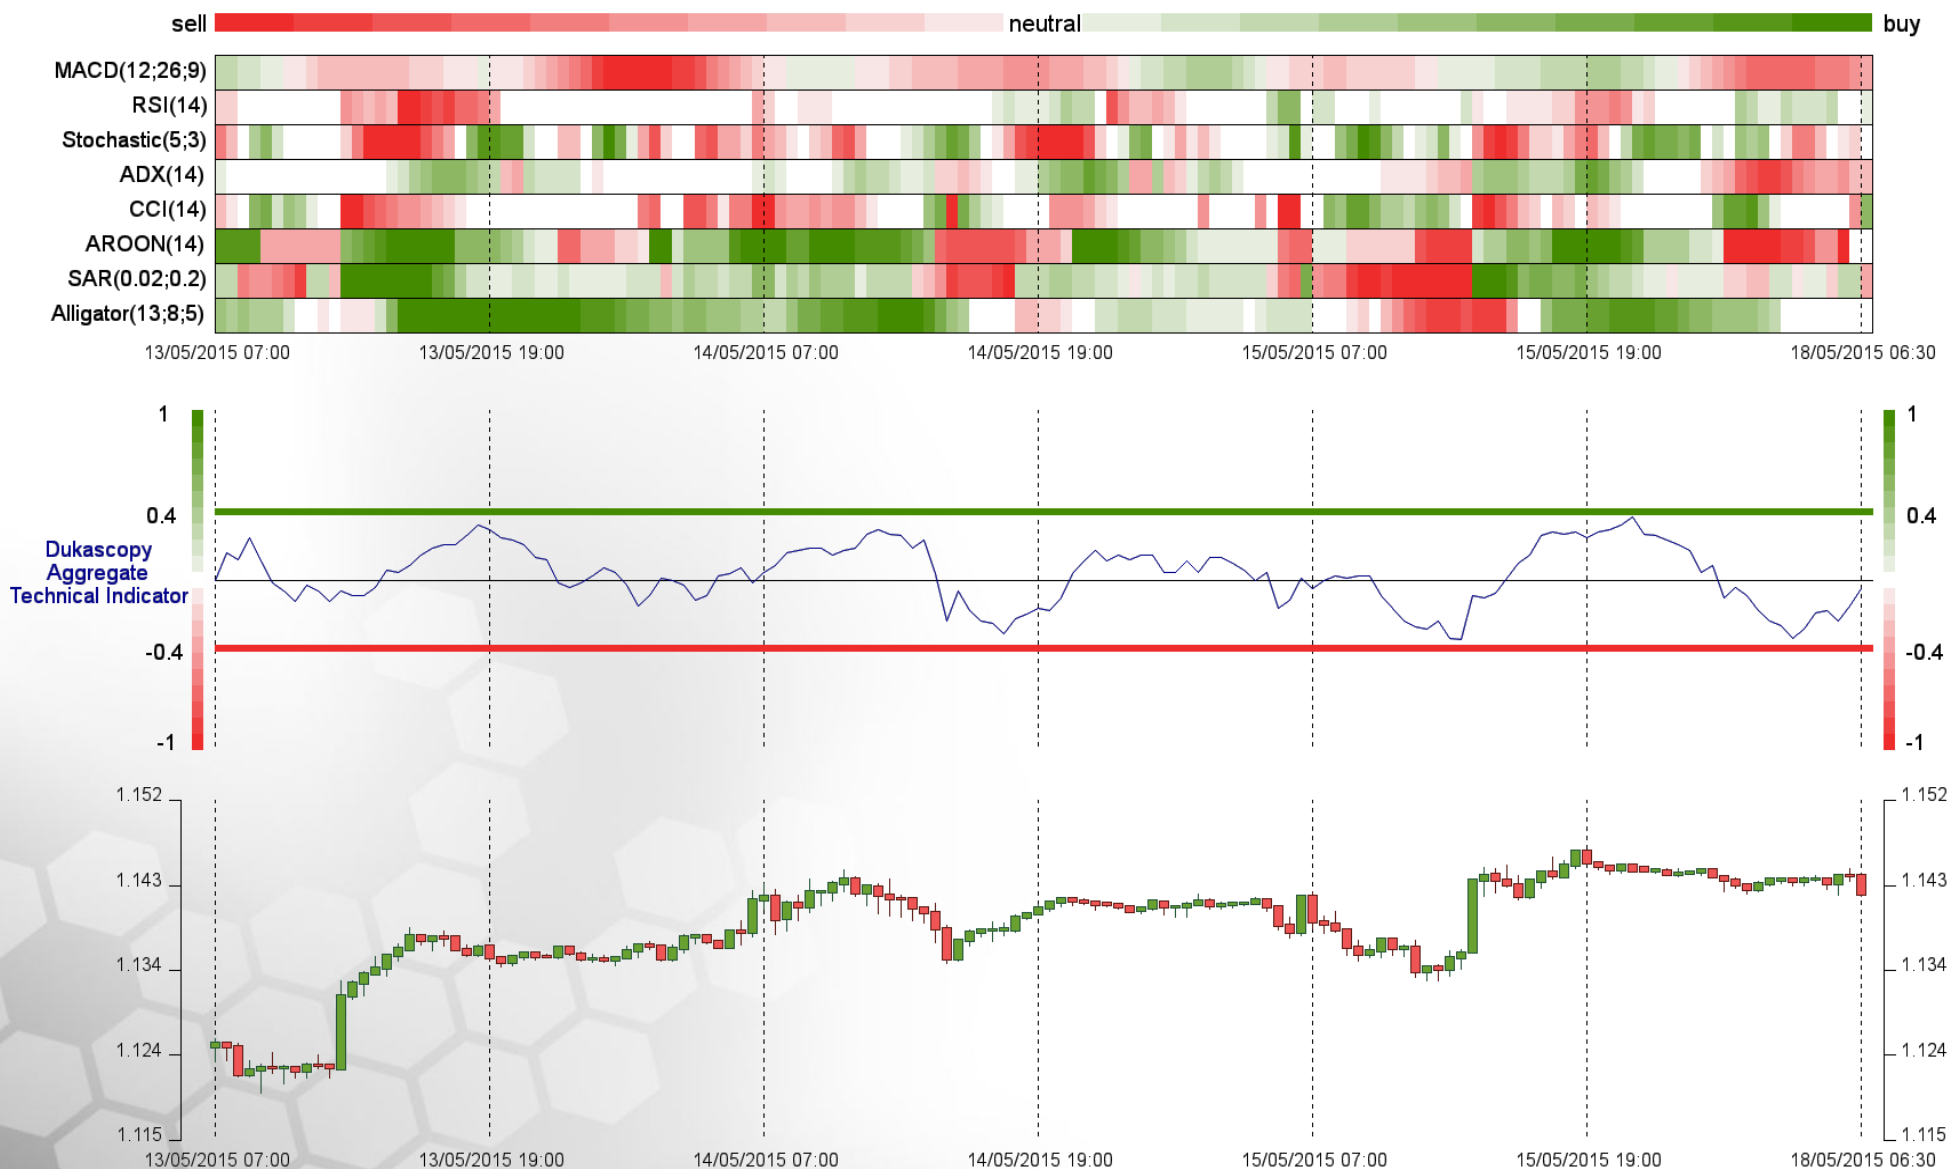 sell neutral buy
MACD(12;26;9)
RSI(14)
Stochastic(5;3)
ADX(14)
CCI(14)
AROON(14)
SAR(0.02;0.2)
Alligator(13;8;5)
13/05/2015 07:00 13/05/2015 19:00 14/05/2015 07:00 14/05/2015 19:00 15/05/2015 07:00 15/05/2015 19:00 18/05/2015 06:30
1 1
0.4 0.4
Dukascopy
Aggregate
Technical Indicator
-0.4 -0.4
-1 -1
1.152 1.152
1.143 1.143
1.134 1.134
1.124 1.124
1.115 1.115
13/05/2015 07:00 13/05/2015 19:00 14/05/2015 07:00 14/05/2015 19:00 15/05/2015 07:00 15/05/2015 19:00 18/05/2015 06:30